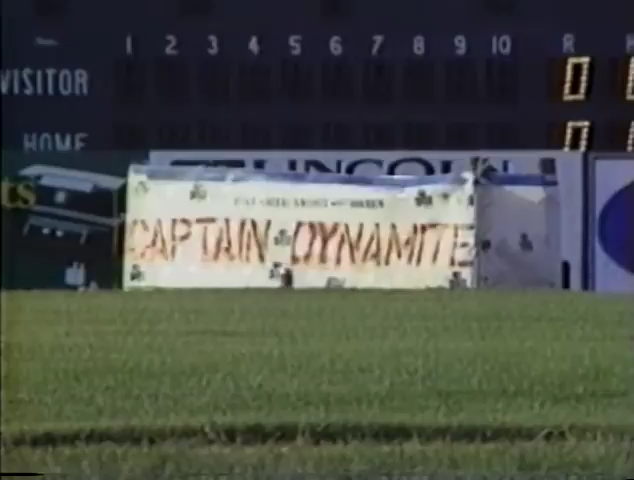 1 2 3 4 5 6 7 8 9 10 R
VISITOR 0
HOME 0
LINCOLN
CAPTAIN DYNAMITE